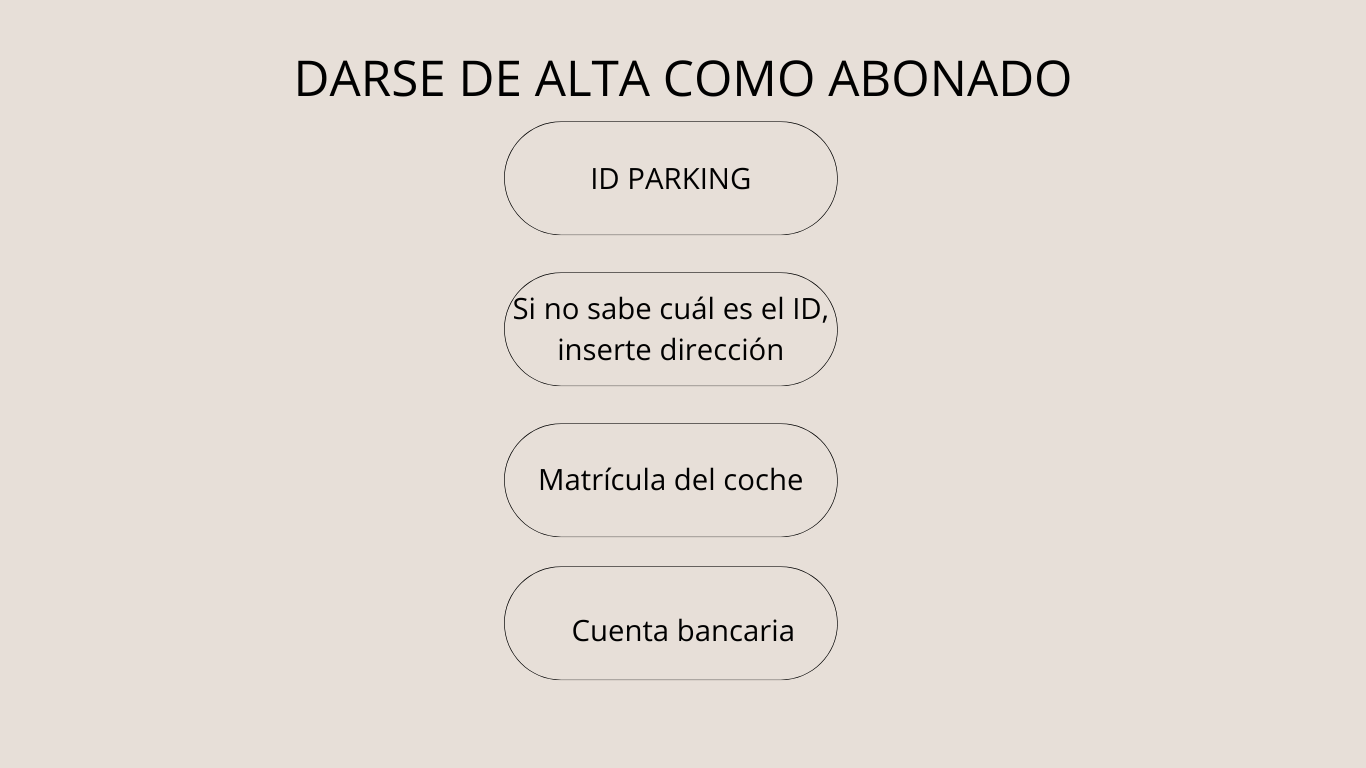 DARSE DE ALTA COMO ABONADO
ID PARKING
Si no sabe cuál es el ID,
inserte dirección
Matrícula del coche
Cuenta bancaria